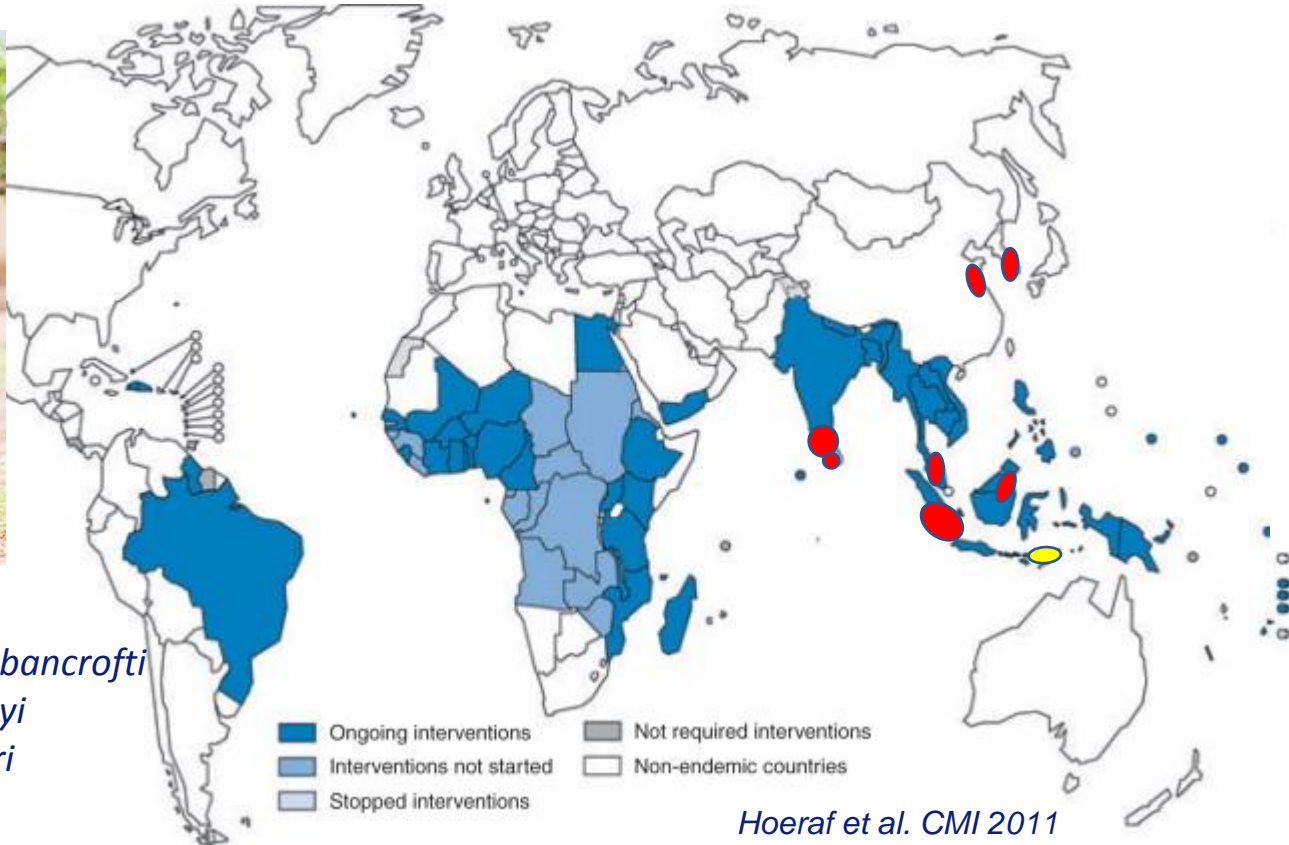 bancrofti
yi
ri
Ongoing interventions
Interventions not started
Stopped interventions
Not required interventions
Non-endemic countries
Hoeraf et al. CMI 2011